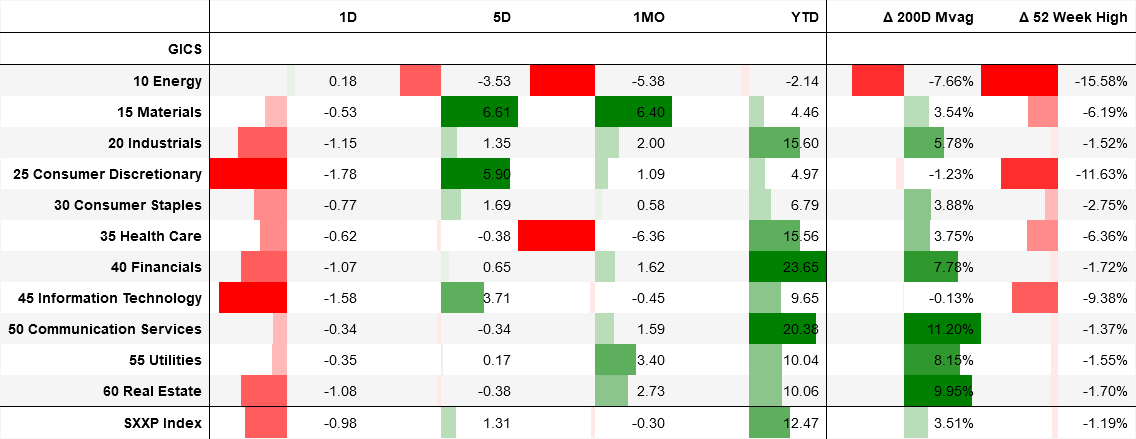 1D 5D 1MO YTD Δ 200D Mvag Δ 52 Week High
GICS
10 Energy 0.18 -3.53 -5.38 -2.14 -7.66% -15.58%
15 Materials -0.53 6.61 6.40 4.46 3.54% -6.19%
20 Industrials -1.15 1.35 2.00 15.60 5.78% -1.52%
25 Consumer Discretionary -1.78 5.90 1.09 4.97 -1.23% -11.63%
30 Consumer Staples -0.77 1.69 0.58 6.79 3.88% -2.75%
35 Health Care -0.62 -0.38 -6.36 15.56 3.75% -6.36%
40 Financials -1.07 0.65 1.62 23.65 7.78% -1.72%
45 Information Technology -1.58 3.71 -0.45 9.65 -0.13% -9.38%
50 Communication Services -0.34 -0.34 1.59 20.38 11.20% -1.37%
55 Utilities -0.35 0.17 3.40 10.04 8.15% -1.55%
60 Real Estate -1.08 -0.38 2.73 10.06 9.95% -1.70%
SXXP Index -0.98 1.31 -0.30 12.47 3.51% -1.19%